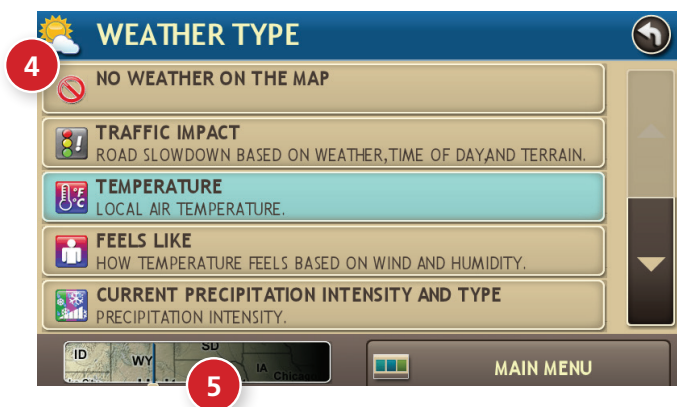 WEATHER TYPE
4
NO WEATHER ON THE MAP
TRAFFIC IMPACT
ROAD SLOWDOWN BASED ON WEATHER,TIME OF DAY,AND TERRAIN.
°F
°C
TEMPERATURE
LOCAL AIR TEMPERATURE.
FEELS LIKE
HOW TEMPERATURE FEELS BASED ON WIND AND HUMIDITY.
CURRENT PRECIPITATION INTENSITY AND TYPE
PRECIPITATION INTENSITY.
ID
WY
SD
IA
5
MAIN MENU